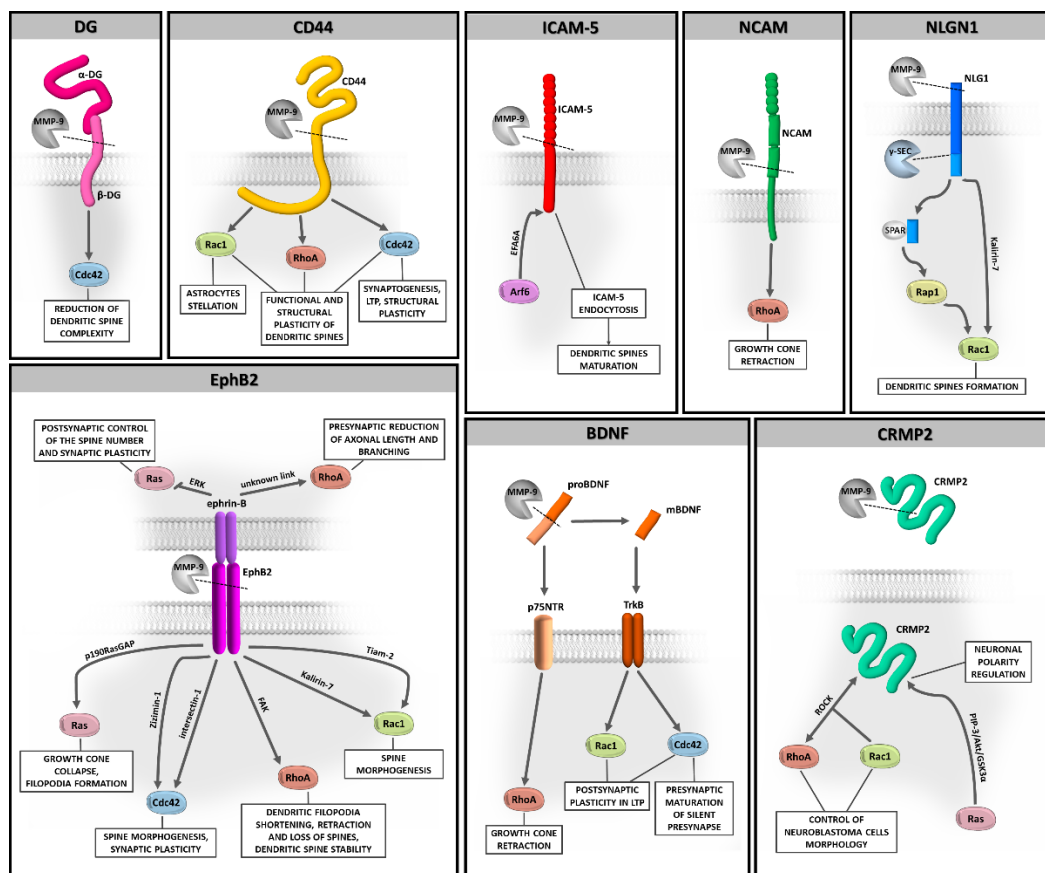 DG
α-DG
MMP-9
β-DG
Cdc42
REDUCTION OF
DENDRITIC SPINE
COMPLEXITY
CD44
CD44
MMP-9
Rac1
RhoA
Cdc42
ASTROCYTES
STELLATION
FUNCTIONAL AND
STRUCTURAL
PLASTICITY OF
DENDRITIC SPINES
SYNAPTOGENESIS,
LTP, STRUCTURAL
PLASTICITY
ICAM-5
ICAM-5
MMP-9
EFA6A
Arf6
ICAM-5
ENDOCYTOSIS
DENDRITIC SPINES
MATURATION
NCAM
NCAM
MMP-9
RhoA
GROWTH CONE
RETRACTION
NLGN1
MMP-9
NLG1
γ-SEC
SPAR
Kalirin-7
Rap1
Rac1
DENDRITIC SPINES FORMATION
EphB2
POSTSYNAPTIC CONTROL
OF THE SPINE NUMBER
AND SYNAPTIC PLASTICITY
PRESYNAPTIC REDUCTION
OF AXONAL LENGTH AND
BRANCHING
Ras
ERK
unknown link
RhoA
ephrin-B
MMP-9
EphB2
p190RasGAP
Tiam-2
Zizimin-1
intersectin-1
FAK
Kalirin-7
Ras
GROWTH CONE
COLLAPSE,
FILOPODIA FORMATION
Rac1
SPINE
MORPHOGENESIS
Cdc42
SPINE MORPHOGENESIS,
SYNAPTIC PLASTICITY
RhoA
DENDRITIC FILOPODIA
SHORTENING, RETRACTION
AND LOSS OF SPINES,
DENDRITIC SPINE STABILITY
BDNF
MMP-9
proBDNF
mBDNF
p75NTR
TrkB
Rac1
Cdc42
RhoA
GROWTH CONE
RETRACTION
POSTSYNAPTIC
PLASTICITY IN LTP
PRESYNAPTIC
MATURATION
OF SILENT
PRESYNAPSE
CRMP2
MMP-9
CRMP2
CRMP2
NEURONAL
POLARITY
REGULATION
ROCK
PIP-3/Akt/GSK3α
RhoA
Rac1
Ras
CONTROL OF
NEUROBLASTOMA CELLS
MORPHOLOGY